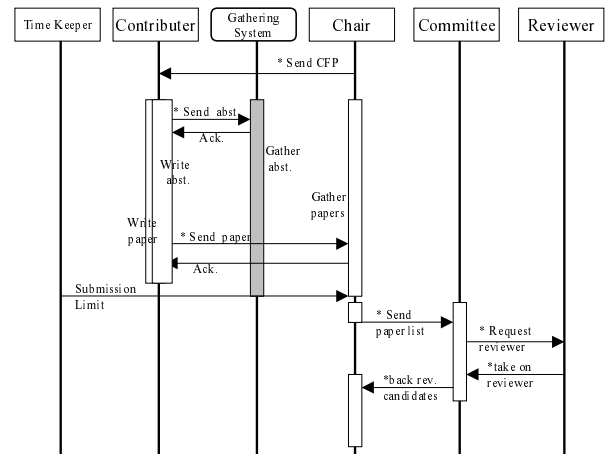 Time Keeper
Contributer
Gathering
System
Chair
Committee
Reviewer
* Send CFP
* Send abst
Ack.
Gather
abst.
Write
abst.
Gather
papers
Write
paper
* Send paper
Ack.
Submission
Limit
* Send
paper list
* Request
reviewer
*take on
reviewer
*back rev.
candidates